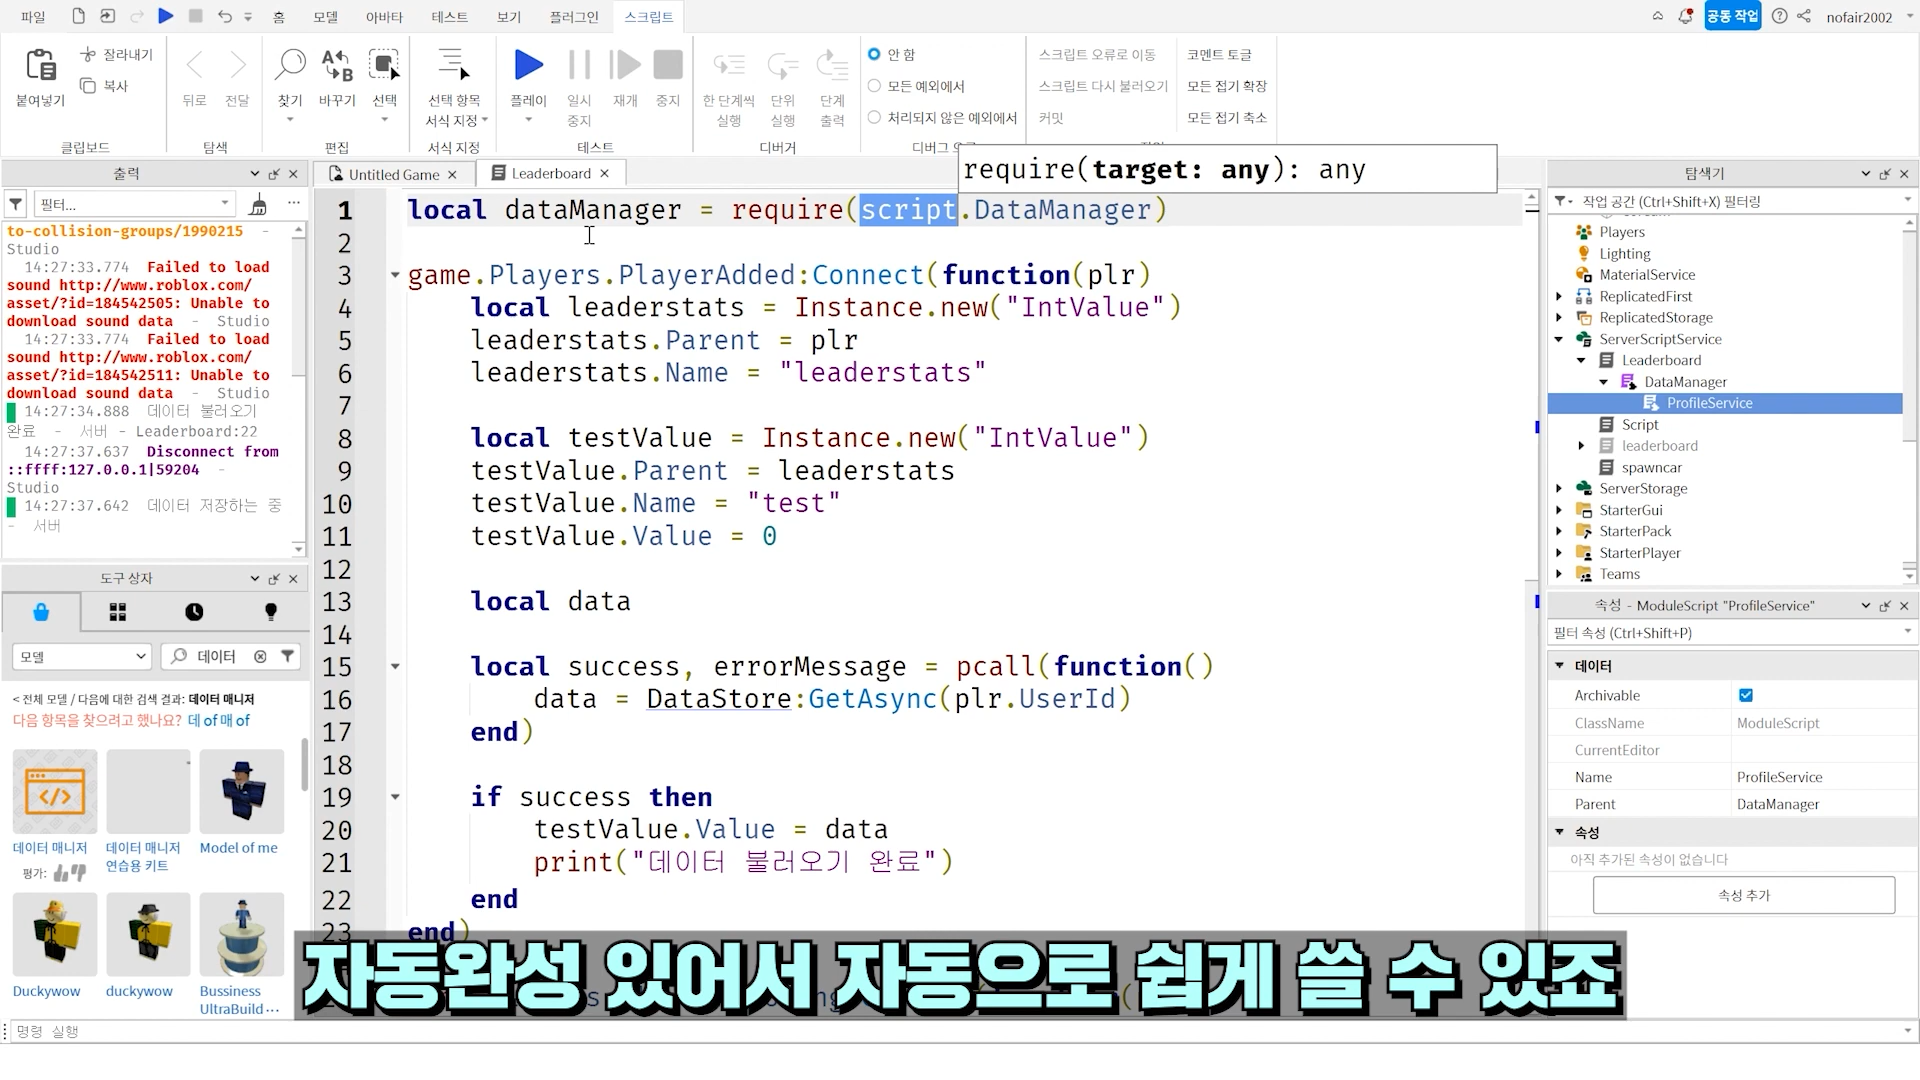 파일 홈 모델 아바타 테스트 보기 플러그인 스크립트 공동 작업 nofair2002
붙여넣기 잘라내기 복사 클립보드
뒤로 전달 탐색
찾기 바꾸기 선택 편집
선택 항목 서식 지정 서식 지정
플레이 일시 중지 재개 중지 테스트
한 단계씩 실행 단위 실행 단계 출력 디버거
안 함
모든 예외에서
처리되지 않은 예외에서
스크립트 오류로 이동
스크립트 다시 불러오기
커밋
코멘트 토글
모든 접기 확장
모든 접기 축소
출력
필터...
to-collision-groups/1990215 -
Studio
14:27:33.774 Failed to load
sound http://www.roblox.com/
asset/?id=184542505: Unable to
download sound data - Studio
14:27:33.774 Failed to load
sound http://www.roblox.com/
asset/?id=184542511: Unable to
download sound data - Studio
14:27:34.888 데이터 불러오기
완료 - 서버 - Leaderboard:22
14:27:37.637 Disconnect from
::ffff:127.0.0.1|59204 -
Studio
14:27:37.642 데이터 저장하는 중
- 서버
도구 상자
모델 데이터
< 전체 모델 / 다음에 대한 검색 결과: 데이터 매니저
다음 항목을 찾으려고 했나요? 데 of 매 of
데이터 매니저
평가:
데이터 매니저
연습용 키트
Model of me
Duckywow
duckywow
Bussiness
UltraBuild...
명령 실행
Untitled Game
Leaderboard
require(target: any): any
1 local dataManager = require(script.DataManager)
2
3 game.Players.PlayerAdded:Connect(function(plr)
4 local leaderstats = Instance.new("IntValue")
5 leaderstats.Parent = plr
6 leaderstats.Name = "leaderstats"
7
8 local testValue = Instance.new("IntValue")
9 testValue.Parent = leaderstats
10 testValue.Name = "test"
11 testValue.Value = 0
12
13 local data
14
15 local success, errorMessage = pcall(function()
16 data = DataStore:GetAsync(plr.UserId)
17 end)
18
19 if success then
20 testValue.Value = data
21 print("데이터 불러오기 완료")
22 end
23 end)
자동완성 있어서 자동으로 쉽게 쓸 수 있죠
탐색기
작업 공간 (Ctrl+Shift+X) 필터링
Players
Lighting
MaterialService
ReplicatedFirst
ReplicatedStorage
ServerScriptService
Leaderboard
DataManager
ProfileService
Script
leaderboard
spawncar
ServerStorage
StarterGui
StarterPack
StarterPlayer
Teams
속성 - ModuleScript "ProfileService"
필터 속성 (Ctrl+Shift+P)
데이터
Archivable
ClassName ModuleScript
CurrentEditor
Name ProfileService
Parent DataManager
속성
아직 추가된 속성이 없습니다
속성 추가